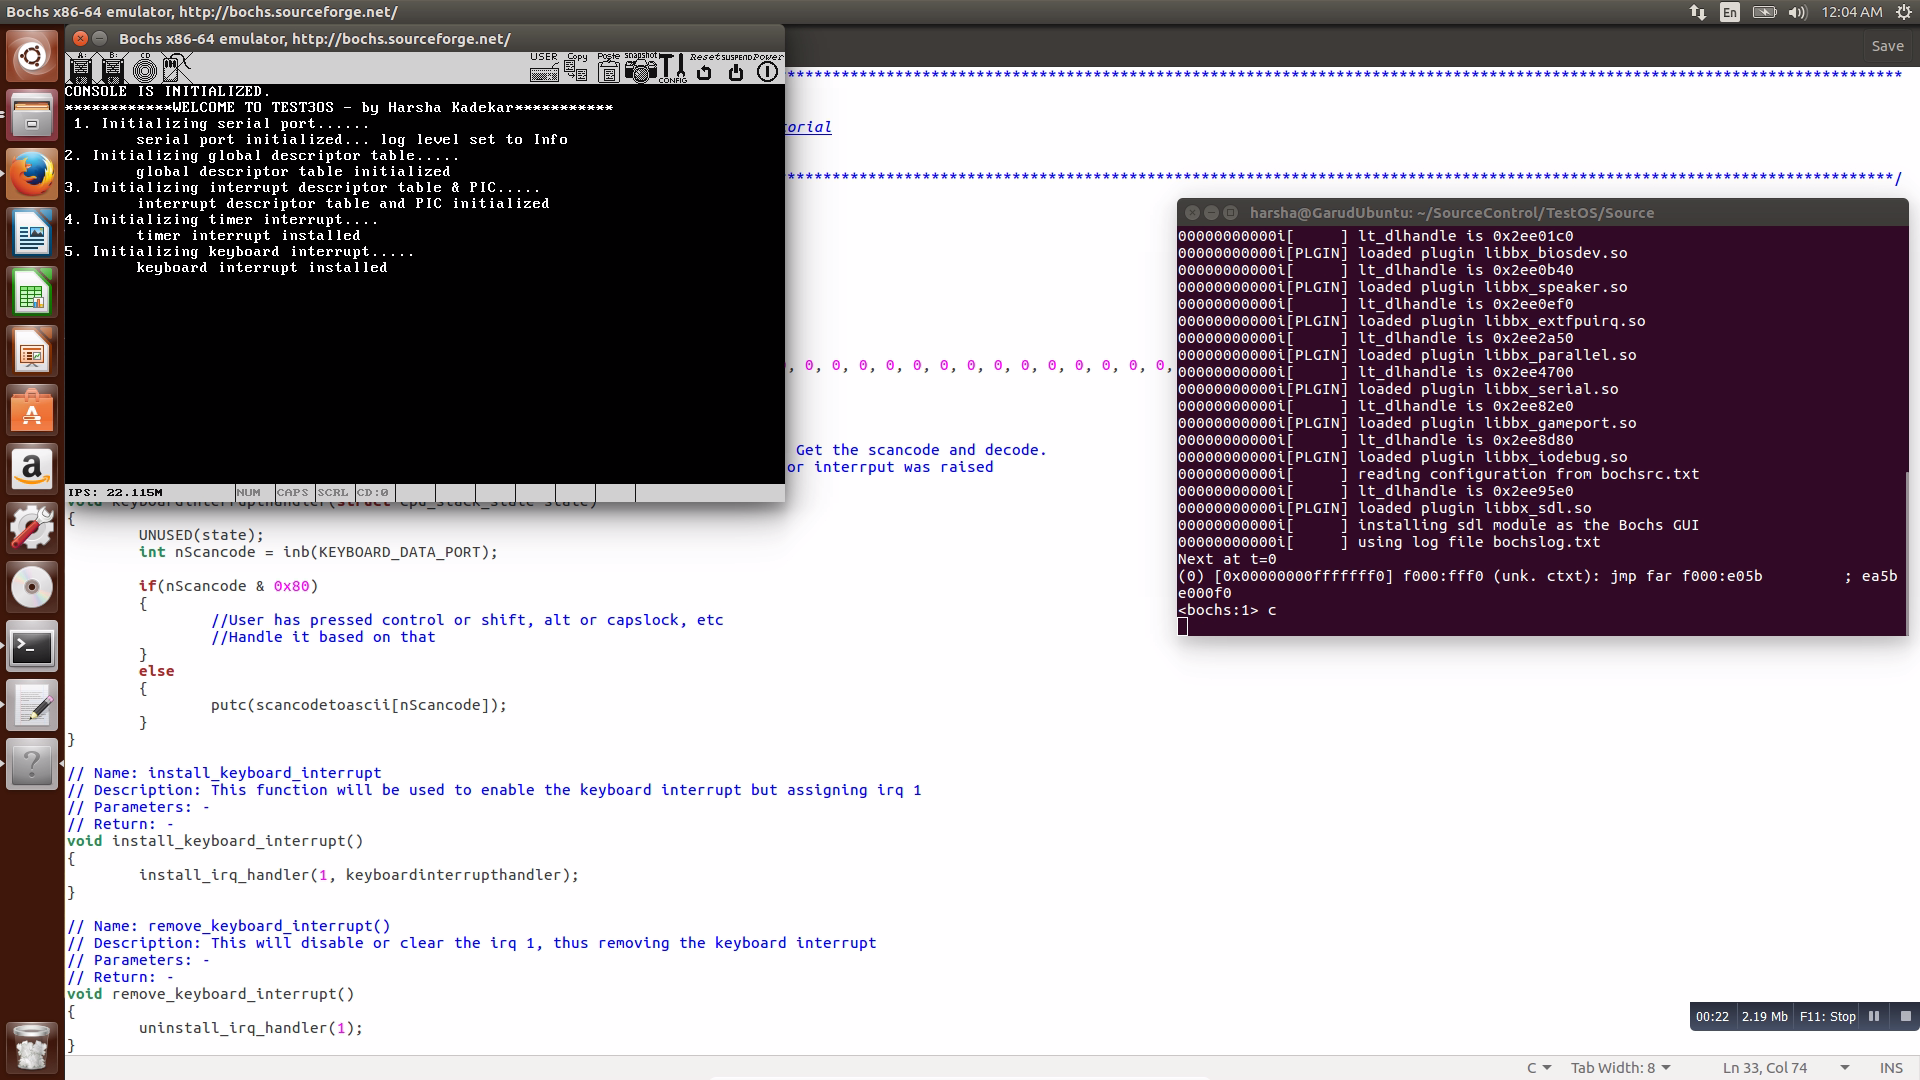 Bochs x86-64 emulator, http://bochs.sourceforge.net/
En
12:04 AM
Bochs x86-64 emulator, http://bochs.sourceforge.net/
Save
A:
B:
CD
USER
Copy
Paste
snapshot
CONFIG
Reset
SUSPEND
Power
CONSOLE IS INITIALIZED.
************WELCOME TO TEST3OS - by Harsha Kadekar***********
1. Initializing serial port......
serial port initialized... log level set to Info
2. Initializing global descriptor table.....
global descriptor table initialized
3. Initializing interrupt descriptor table & PIC.....
interrupt descriptor table and PIC initialized
4. Initializing timer interrupt....
timer interrupt installed
5. Initializing keyboard interrupt.....
keyboard interrupt installed
IPS: 22.115M
NUM
CAPS
SCRL
CD:0
orial
, 0, 0, 0, 0, 0, 0, 0, 0, 0, 0, 0, 0, 0, 0,
Get the scancode and decode.
or interrput was raised
{
UNUSED(state);
int nScancode = inb(KEYBOARD_DATA_PORT);
if(nScancode & 0x80)
{
//User has pressed control or shift, alt or capslock, etc
//Handle it based on that
}
else
{
putc(scancodetoascii[nScancode]);
}
}
// Name: install_keyboard_interrupt
// Description: This function will be used to enable the keyboard interrupt but assigning irq 1
// Parameters: -
// Return: -
void install_keyboard_interrupt()
{
install_irq_handler(1, keyboardinterrupthandler);
}
// Name: remove_keyboard_interrupt()
// Description: This will disable or clear the irq 1, thus removing the keyboard interrupt
// Parameters: -
// Return: -
void remove_keyboard_interrupt()
{
uninstall_irq_handler(1);
}
harsha@GarudUbuntu: ~/SourceControl/TestOS/Source
00000000000i[     ] lt_dlhandle is 0x2ee01c0
00000000000i[PLGIN] loaded plugin libbx_biosdev.so
00000000000i[     ] lt_dlhandle is 0x2ee0b40
00000000000i[PLGIN] loaded plugin libbx_speaker.so
00000000000i[     ] lt_dlhandle is 0x2ee0ef0
00000000000i[PLGIN] loaded plugin libbx_extfpuirq.so
00000000000i[     ] lt_dlhandle is 0x2ee2a50
00000000000i[PLGIN] loaded plugin libbx_parallel.so
00000000000i[     ] lt_dlhandle is 0x2ee4700
00000000000i[PLGIN] loaded plugin libbx_serial.so
00000000000i[     ] lt_dlhandle is 0x2ee82e0
00000000000i[PLGIN] loaded plugin libbx_gameport.so
00000000000i[     ] lt_dlhandle is 0x2ee8d80
00000000000i[PLGIN] loaded plugin libbx_iodebug.so
00000000000i[     ] reading configuration from bochsrc.txt
00000000000i[     ] lt_dlhandle is 0x2ee95e0
00000000000i[PLGIN] loaded plugin libbx_sdl.so
00000000000i[     ] installing sdl module as the Bochs GUI
00000000000i[     ] using log file bochslog.txt
Next at t=0
(0) [0x00000000fffffff0] f000:fff0 (unk. ctxt): jmp far f000:e05b         ; ea5b
e000f0
<bochs:1> c
00:22
2.19 Mb
F11: Stop
C
Tab Width: 8
Ln 33, Col 74
INS